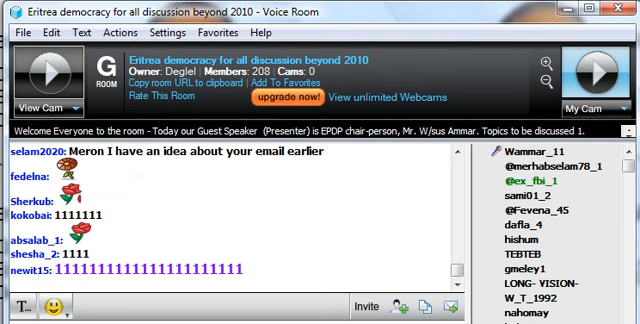 Eritrea democracy for all discussion beyond 2010 - Voice Room
File Edit Text Actions Settings Favorites Help
G
ROOM
Eritrea democracy for all discussion beyond 2010
Owner: Deglel | Members: 208 | Cams: 0
Copy room URL to clipboard | Add To Favorites
Rate This Room
upgrade now! View unlimited Webcams
View Cam
My Cam
Welcome Everyone to the room - Today our Guest Speaker (Presenter) is EPDP chair-person, Mr. W/sus Ammar. Topics to be discussed 1.
selam2020: Meron I have an idea about your email earlier
fedelna:
Sherkub:
kokobai: 1111111
absalab_1:
shesha_2: 1111
newit15: 1111111111111111111111
T...
Invite
Wammar_11
@merhabselam78_1
@ex_fbi_1
sami01_2
@Fevena_45
dafla_4
hishum
TEBTEB
gmeley1
LONG- VISION-
W_T_1992
nahomay